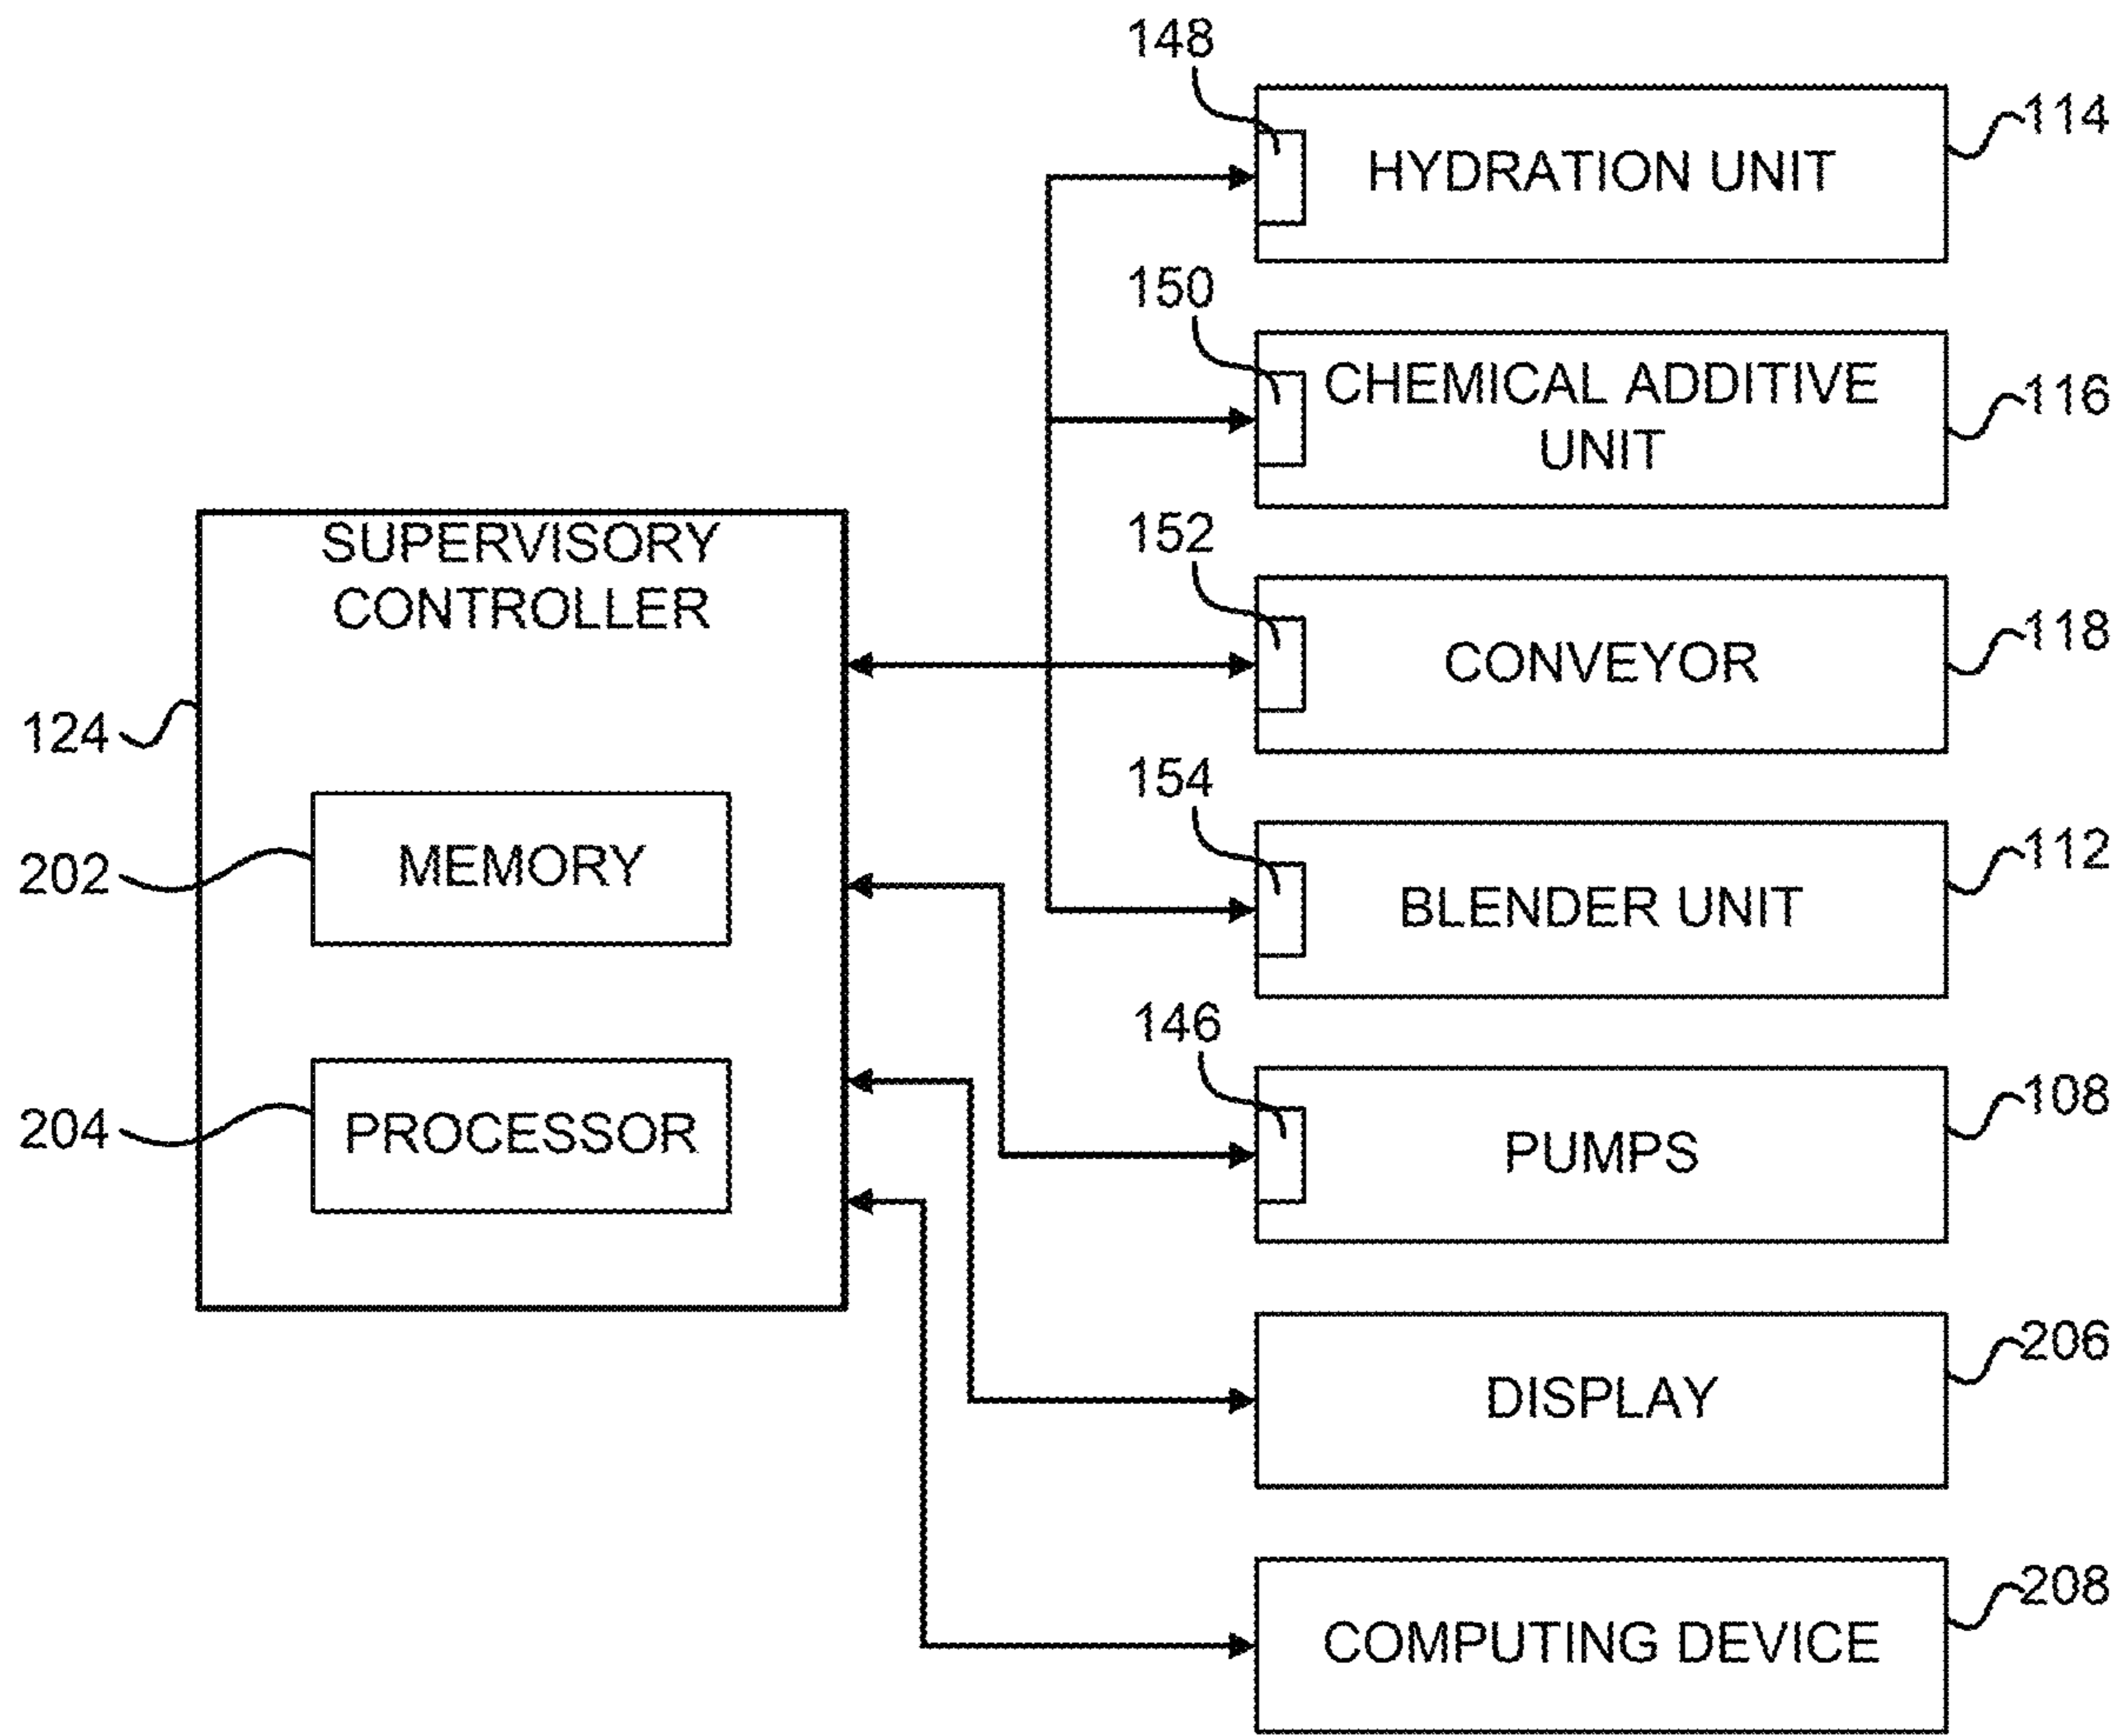 148
HYDRATION UNIT
114
150
CHEMICAL ADDITIVE
UNIT
116
SUPERVISORY
CONTROLLER
152
CONVEYOR
118
124
154
MEMORY
202
BLENDER UNIT
112
146
PROCESSOR
204
PUMPS
108
DISPLAY
206
COMPUTING DEVICE
208